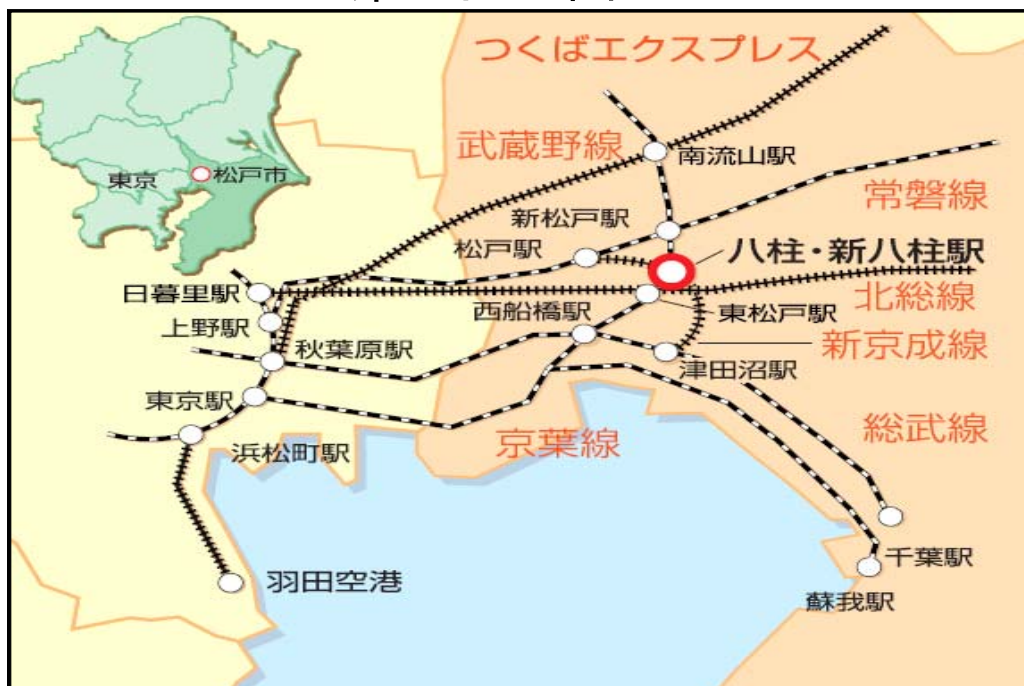 つくばエクスプレス
武蔵野線
南流山駅
常磐線
新松戸駅
松戸駅
八柱・新八柱駅
東京
松戸市
日暮里駅
北総線
西船橋駅
東松戸駅
上野駅
新京成線
秋葉原駅
津田沼駅
東京駅
総武線
京葉線
浜松町駅
千葉駅
羽田空港
蘇我駅